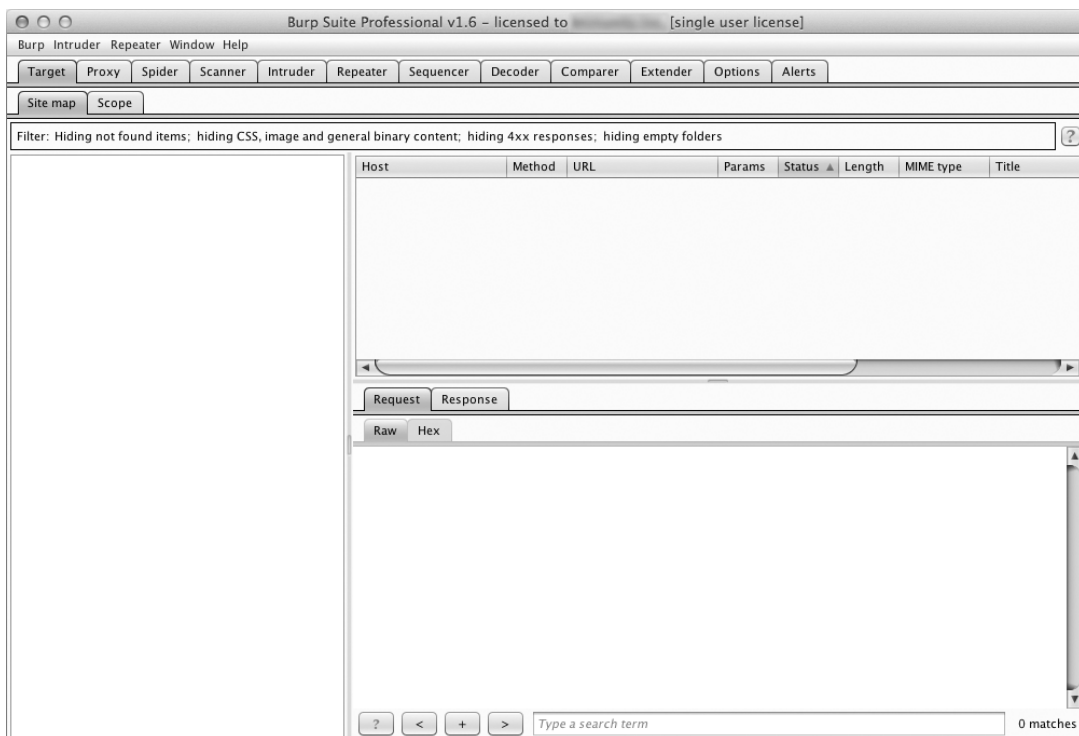 Burp Suite Professional v1.6 – licensed to [single user license]
Burp Intruder Repeater Window Help
Target Proxy Spider Scanner Intruder Repeater Sequencer Decoder Comparer Extender Options Alerts
Site map Scope
Filter: Hiding not found items; hiding CSS, image and general binary content; hiding 4xx responses; hiding empty folders ?
Host Method URL Params Status ▲ Length MIME type Title
Request Response
Raw Hex
? < + > Type a search term 0 matches